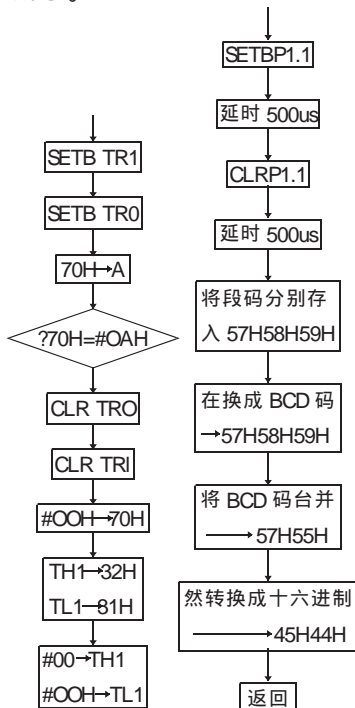 SETB TR1
SETB TR0
70H→A
?70H=#OAH
CLR TRO
CLR TRI
#OOH→70H
TH1→32H
TL1→31H
#00→TH1
#OOH→TL1
SETBP1.1
延时 500us
CLRP1.1
延时 500us
将段码分别存
入 57H58H59H
在换成 BCD 码
→57H58H59H
将 BCD 码台并
→57H55H
然转换成十六进制
→45H44H
返回